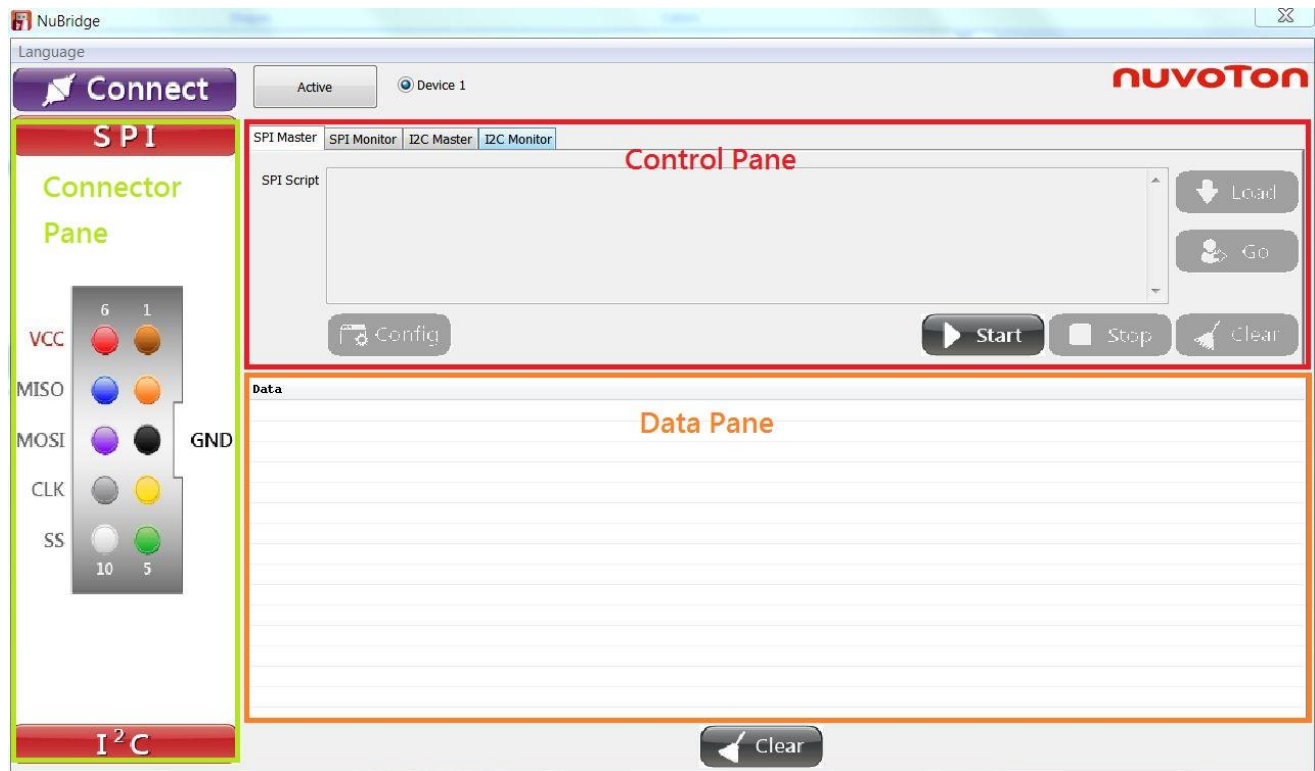 NuBridge
Language
Connect
Active
Device 1
nuvoTon
SPI
SPI Master SPI Monitor I2C Master I2C Monitor
Control Pane
Connector
Pane
SPI Script
Load
Go
Config
Start
Stop
Clear
6 1
VCC
MISO
MOSI
GND
CLK
SS
10 5
Data
Data Pane
I²C
Clear